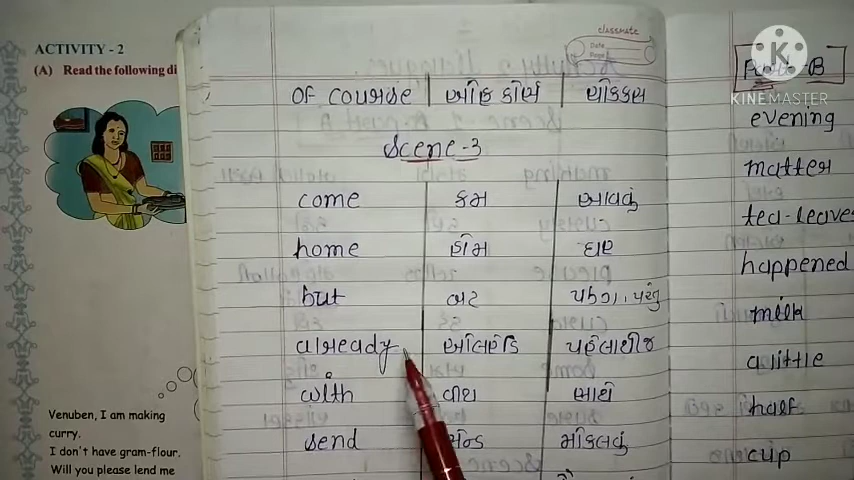 ACTIVITY - 2
(A) Read the following di
Venuben, I am making
curry.
I don't have gram-flour.
Will you please lend me
classmate
Date
Page
of course | ઓફ કોર્સ | ચોક્કસ
Scene-3
come કમ આવવું
home હોમ ઘર
but બટ પણ, પરંતુ
already ઓલરેડિ પહેલાથીજ
with વીથ સાથે
send સેન્ડ મોકલવું
Part-B
evening
matter
tea-leaves
happened
milk
a little
half
cup
KINEMASTER